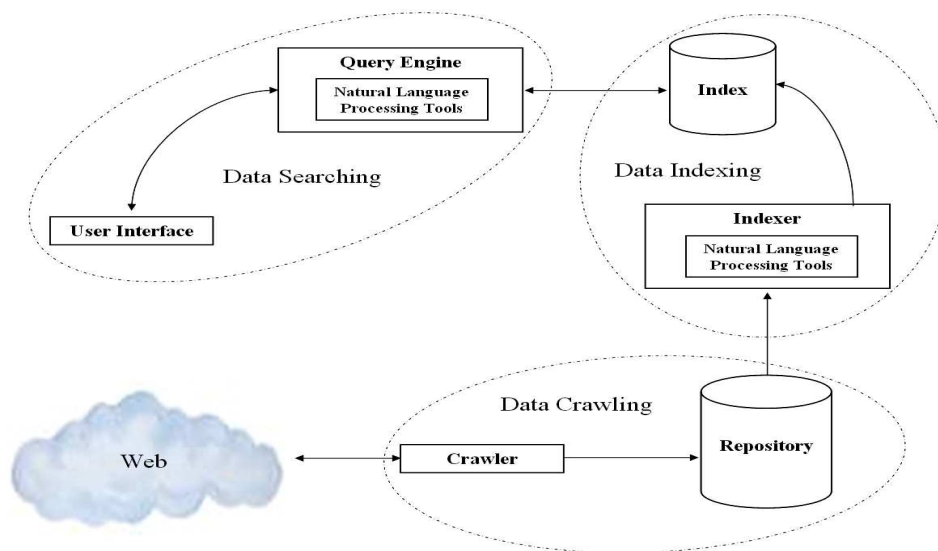 Query Engine
Natural Language
Processing Tools
Index
Data Searching
Data Indexing
User Interface
Indexer
Natural Language
Processing Tools
Data Crawling
Repository
Web
Crawler